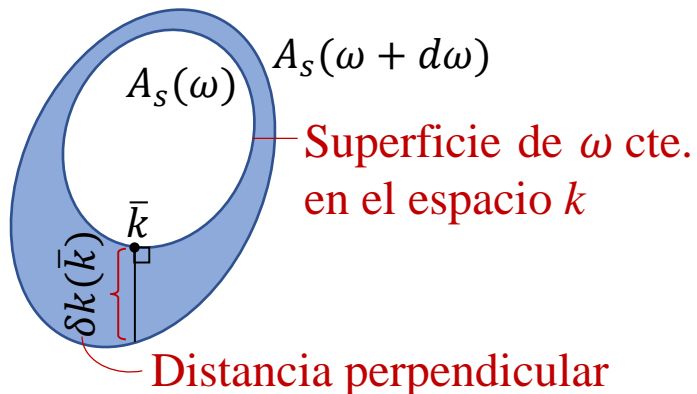 A_s(ω + dω)
A_s(ω)
Superficie de ω cte.
en el espacio k
k̄
δk(k̄)
Distancia perpendicular